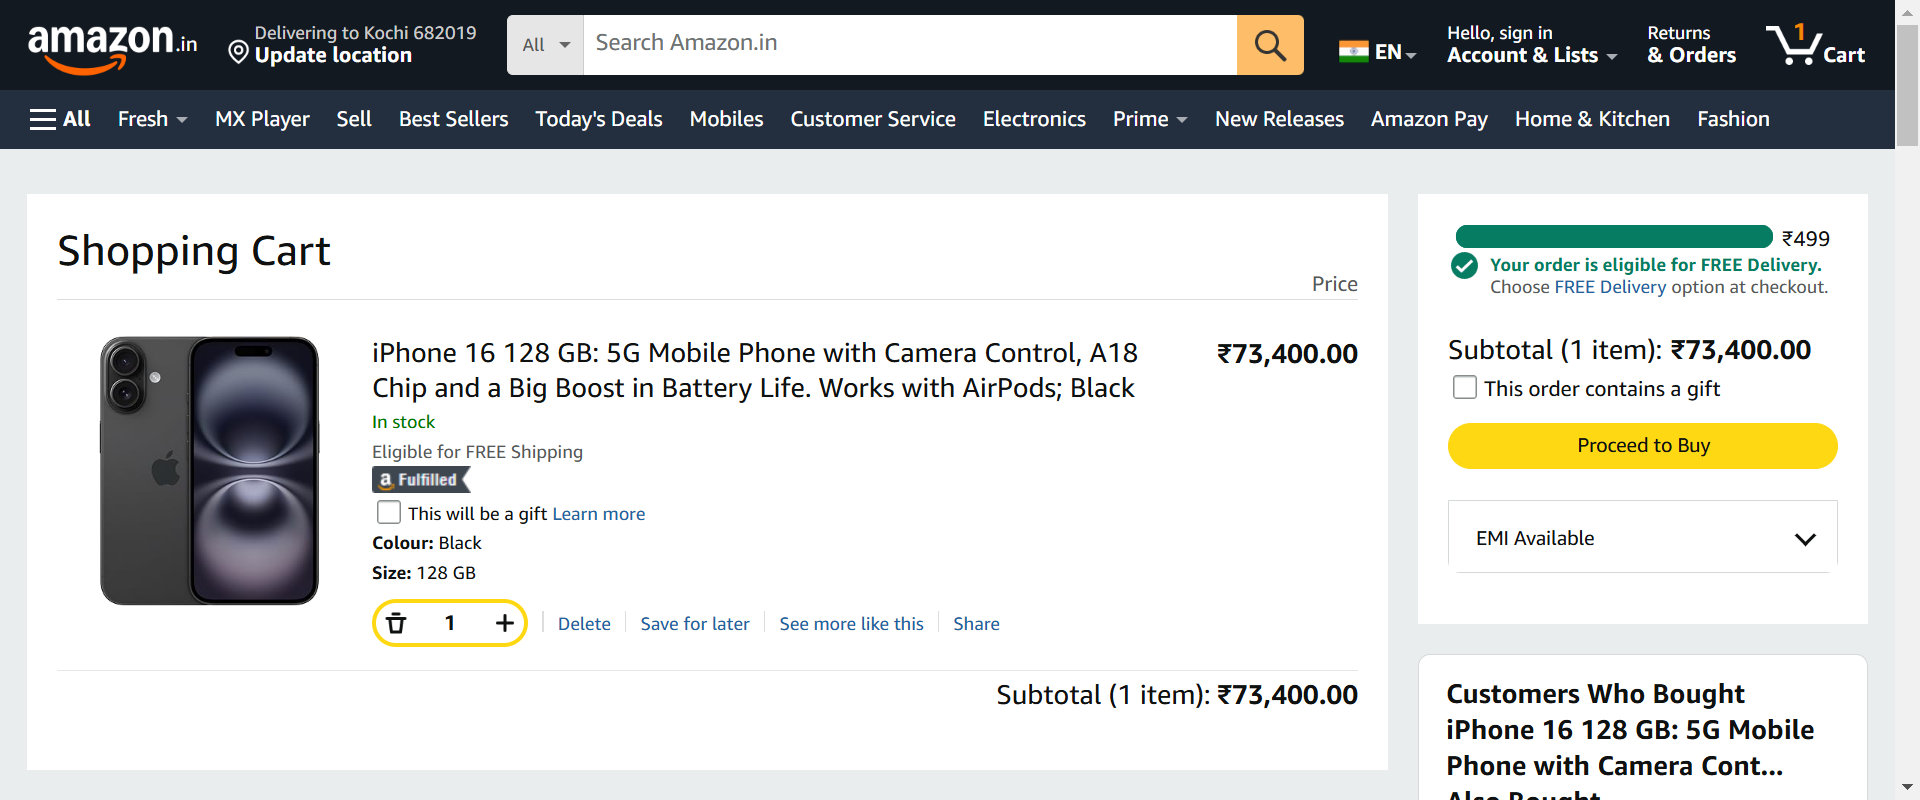 amazon.in
Delivering to Kochi 682019
Update location
All
Search Amazon.in
EN
Hello, sign in
Account & Lists
Returns
& Orders
1
Cart
All
Fresh
MX Player
Sell
Best Sellers
Today's Deals
Mobiles
Customer Service
Electronics
Prime
New Releases
Amazon Pay
Home & Kitchen
Fashion
Shopping Cart
Price
iPhone 16 128 GB: 5G Mobile Phone with Camera Control, A18
Chip and a Big Boost in Battery Life. Works with AirPods; Black
₹73,400.00
In stock
Eligible for FREE Shipping
a Fulfilled
This will be a gift Learn more
Colour: Black
Size: 128 GB
1
Delete
Save for later
See more like this
Share
Subtotal (1 item): ₹73,400.00
₹499
Your order is eligible for FREE Delivery.
Choose FREE Delivery option at checkout.
Subtotal (1 item): ₹73,400.00
This order contains a gift
Proceed to Buy
EMI Available
Customers Who Bought
iPhone 16 128 GB: 5G Mobile
Phone with Camera Cont...
Also Bought